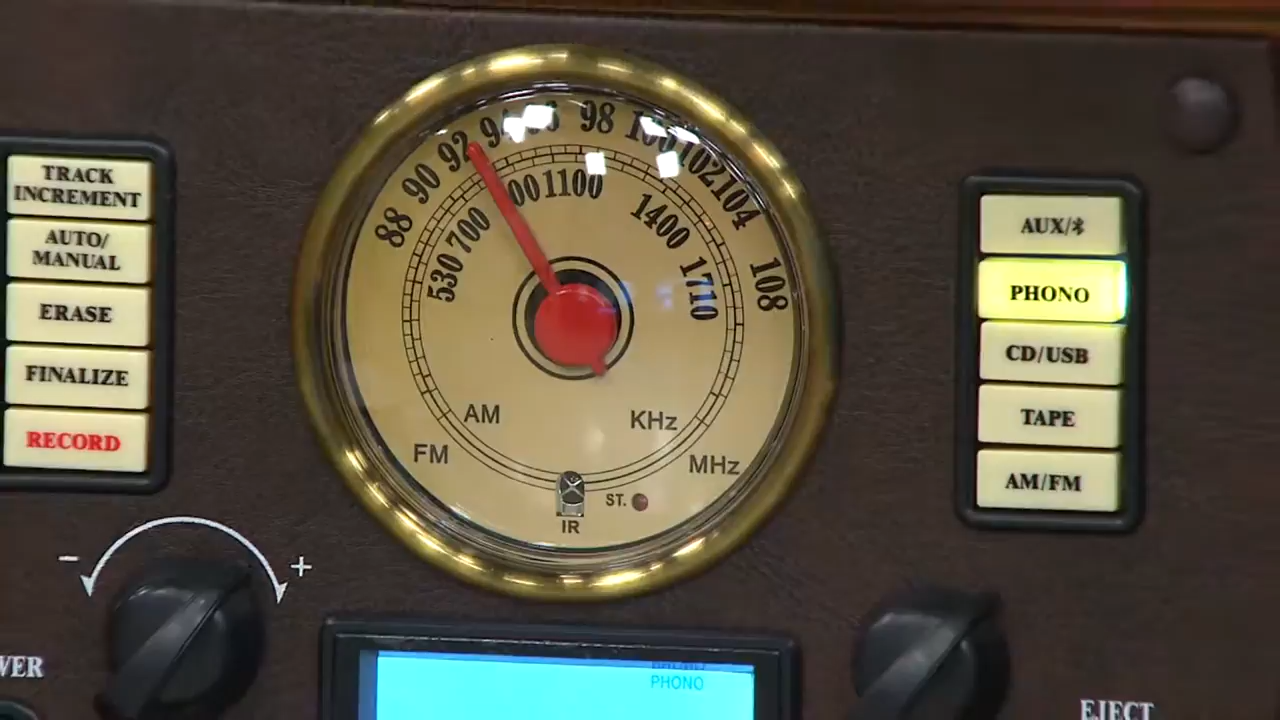 TRACK
INCREMENT
AUTO/
MANUAL
ERASE
FINALIZE
RECORD
88 90 92 98 102 104 108
530 700 1100 1400 1710
AM
KHz
FM
MHz
ST.
IR
AUX/
PHONO
CD/USB
TAPE
AM/FM
- +
PHONO
EJECT